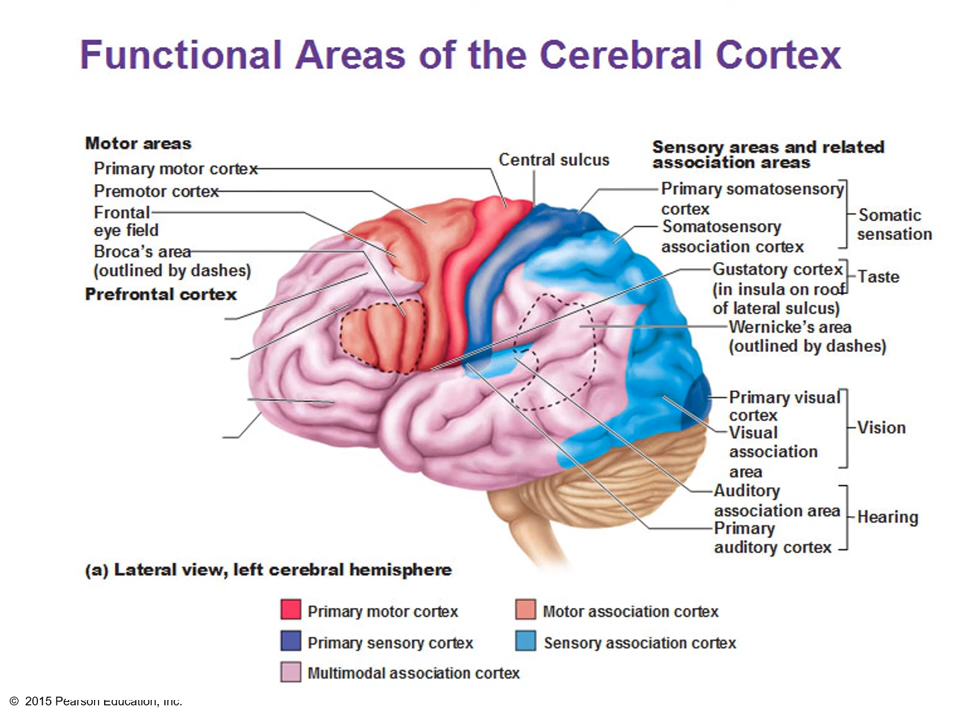 Functional Areas of the Cerebral Cortex
Motor areas
Primary motor cortex
Premotor cortex
Frontal
eye field
Broca's area
(outlined by dashes)
Prefrontal cortex
Central sulcus
Sensory areas and related
association areas
Primary somatosensory
cortex
Somatosensory
association cortex
Somatic
sensation
Gustatory cortex
(in insula on roof
of lateral sulcus)
Taste
Wernicke's area
(outlined by dashes)
Primary visual
cortex
Visual
association
area
Vision
Auditory
association area
Primary
auditory cortex
Hearing
(a) Lateral view, left cerebral hemisphere
Primary motor cortex
Motor association cortex
Primary sensory cortex
Sensory association cortex
Multimodal association cortex
© 2015 Pearson Education, Inc.